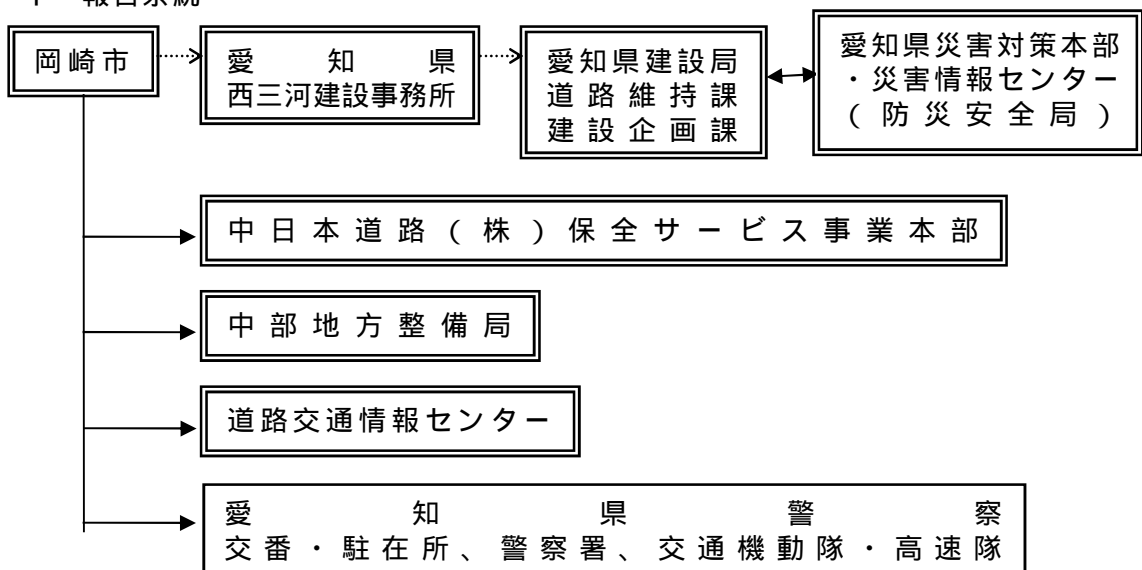 報告系統
岡崎市
愛知県
西三河建設事務所
愛知県建設局
道路維持課
建設企画課
愛知県災害対策本部
・災害情報センター
(防災安全局)
中日本道路(株)保全サービス事業本部
中部地方整備局
道路交通情報センター
愛知県警察
交番・駐在所、警察署、交通機動隊・高速隊